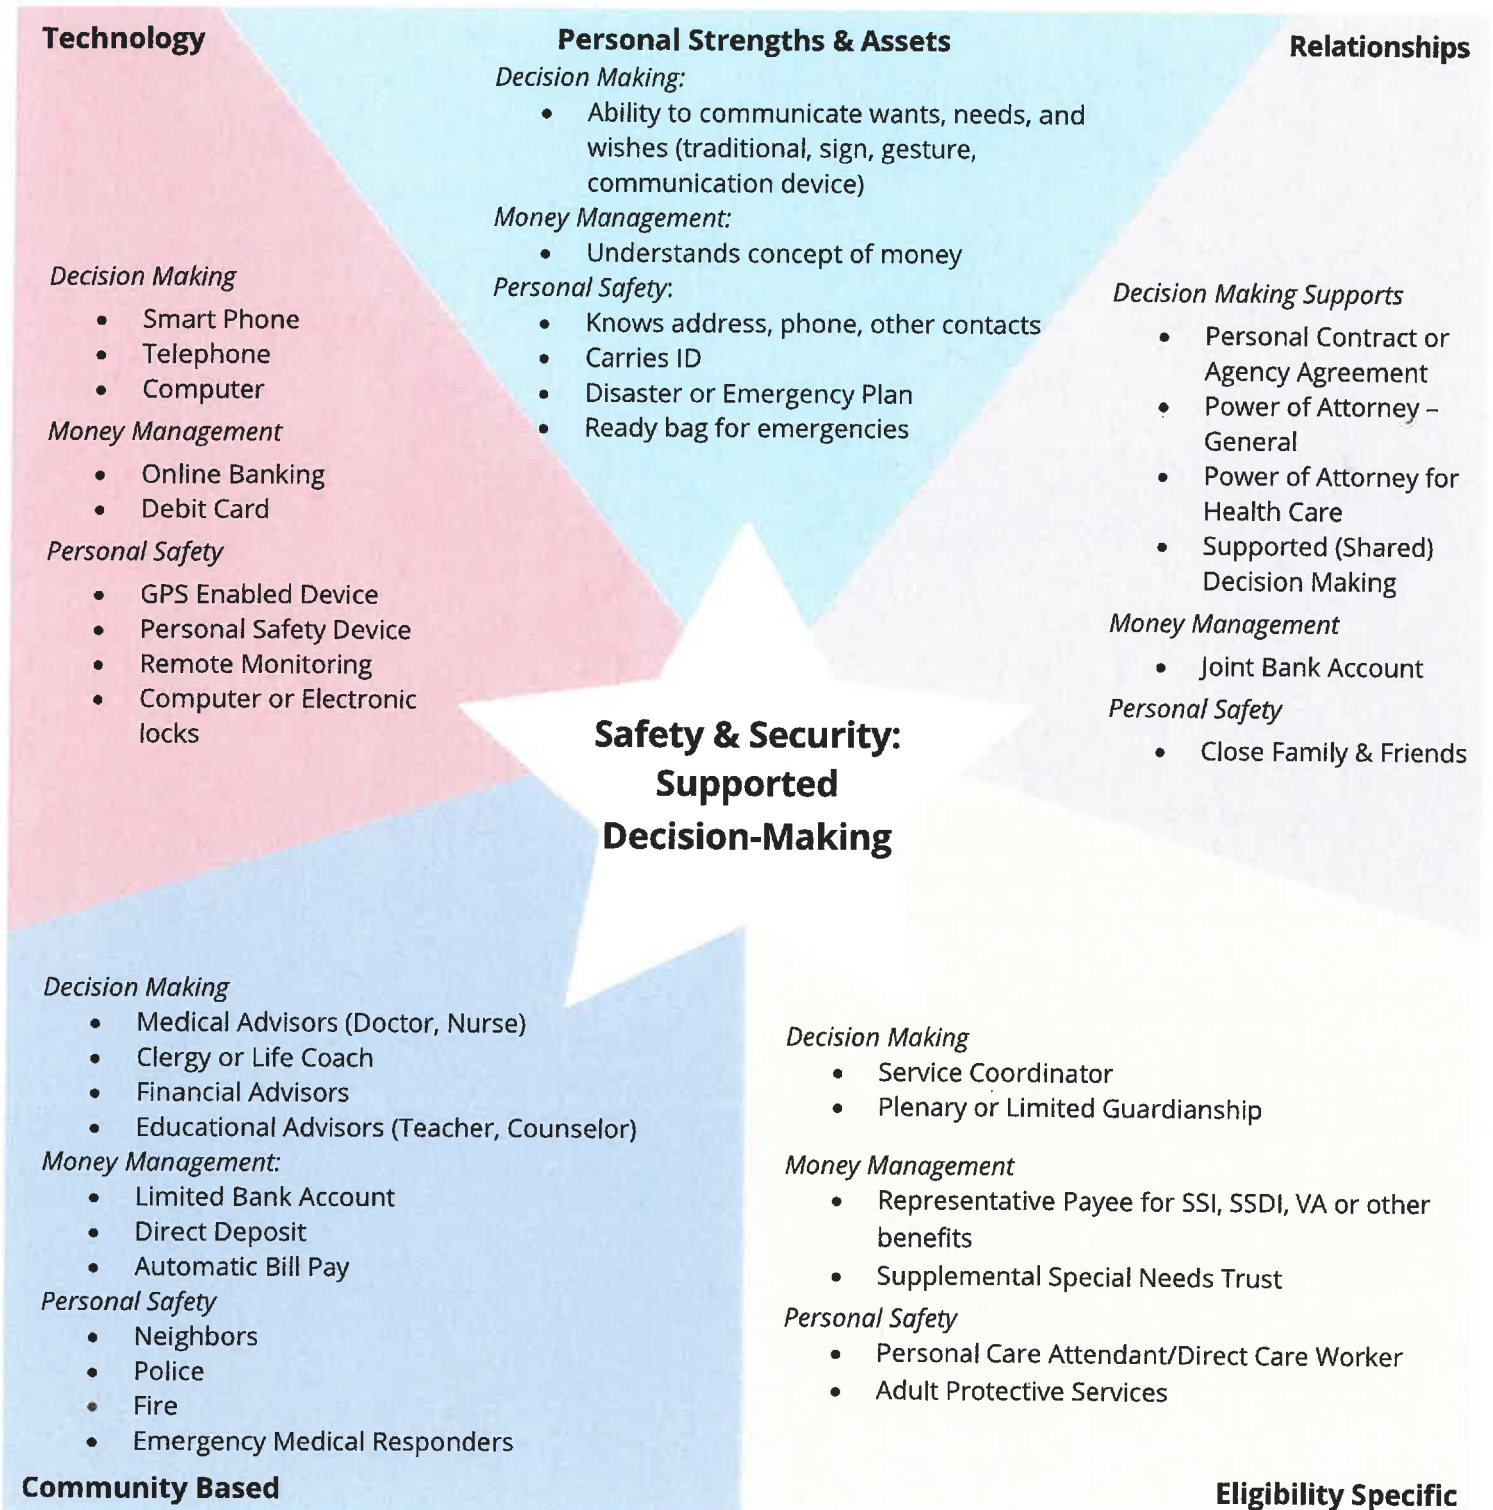 Technology
Decision Making
• Smart Phone
• Telephone
• Computer
Money Management
• Online Banking
• Debit Card
Personal Safety
• GPS Enabled Device
• Personal Safety Device
• Remote Monitoring
• Computer or Electronic
locks
Personal Strengths & Assets
Decision Making:
• Ability to communicate wants, needs, and
wishes (traditional, sign, gesture,
communication device)
Money Management:
• Understands concept of money
Personal Safety:
• Knows address, phone, other contacts
• Carries ID
• Disaster or Emergency Plan
• Ready bag for emergencies
Relationships
Decision Making Supports
• Personal Contract or
Agency Agreement
• Power of Attorney –
General
• Power of Attorney for
Health Care
• Supported (Shared)
Decision Making
Money Management
• Joint Bank Account
Personal Safety
• Close Family & Friends
Safety & Security:
Supported
Decision-Making
Decision Making
• Medical Advisors (Doctor, Nurse)
• Clergy or Life Coach
• Financial Advisors
• Educational Advisors (Teacher, Counselor)
Money Management:
• Limited Bank Account
• Direct Deposit
• Automatic Bill Pay
Personal Safety
• Neighbors
• Police
• Fire
• Emergency Medical Responders
Community Based
Decision Making
• Service Coordinator
• Plenary or Limited Guardianship
Money Management
• Representative Payee for SSI, SSDI, VA or other
benefits
• Supplemental Special Needs Trust
Personal Safety
• Personal Care Attendant/Direct Care Worker
• Adult Protective Services
Eligibility Specific